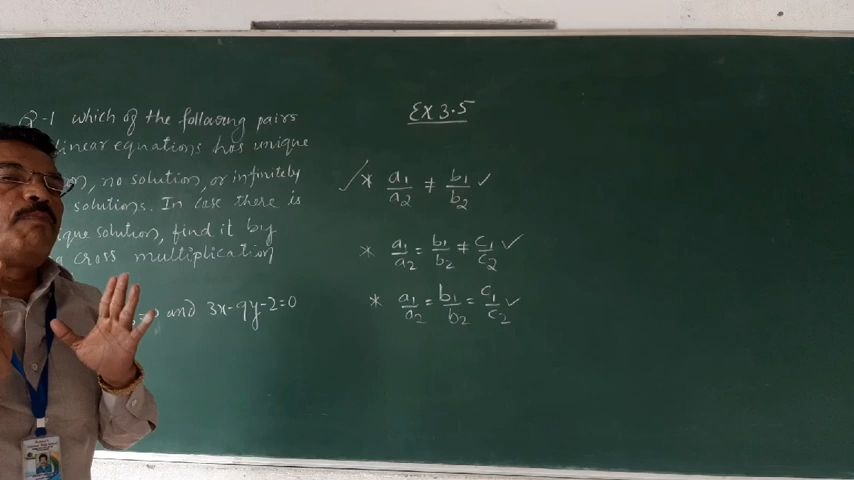 Q-1 which of the following pairs
linear equations has unique
no solution, or infinitely
solutions. In case there is
solution, find it by
cross multiplication
=0 and 3x-9y-2=0
Ex 3.5
✓* a₁/a₂ ≠ b₁/b₂ ✓
* a₁/a₂ = b₁/b₂ ≠ c₁/c₂ ✓
* a₁/a₂ = b₁/b₂ = c₁/c₂ ✓